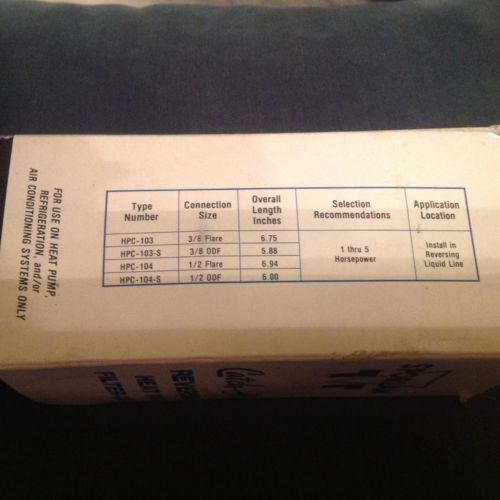 FOR USE ON HEAT PUMP,
REFRIGERATION, and/or
AIR CONDITIONING SYSTEMS ONLY
Type Number Connection Size Overall Length Inches Selection Recommendations Application Location
HPC-103 3/8 Flare 6.75 1 thru 5 Horsepower Install in Reversing Liquid Line
HPC-103-S 3/8 ODF 5.88
HPC-104 1/2 Flare 6.94
HPC-104-S 1/2 ODF 6.00